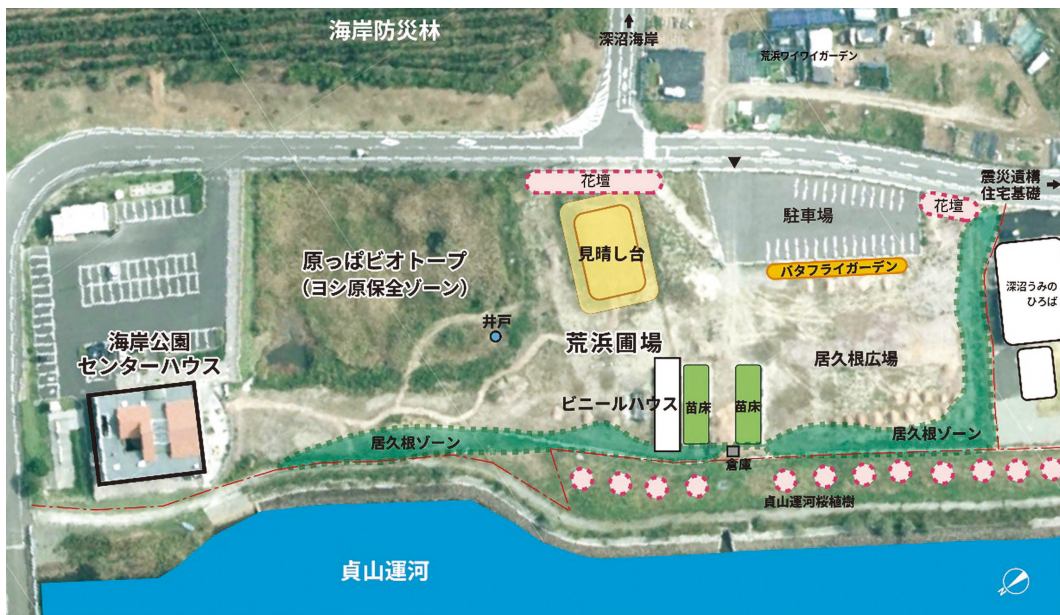 海岸防災林
深沼海岸
荒浜ワイワイガーデン
花壇
震災遺構
住宅基礎
花壇
駐車場
見晴し台
原っぱビオトープ
（ヨシ原保全ゾーン）
バタフライガーデン
深沼うみの
ひろば
井戸
荒浜圃場
海岸公園
センターハウス
居久根広場
ビニールハウス
苗床
苗床
居久根ゾーン
居久根ゾーン
倉庫
貞山運河桜植樹
貞山運河